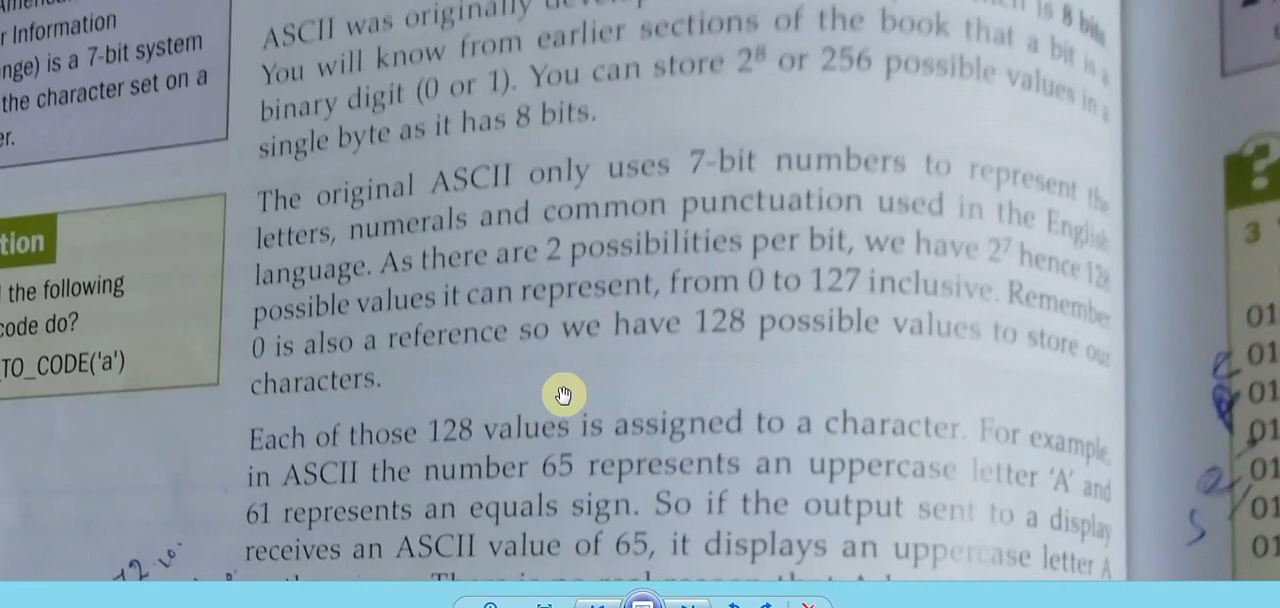 r Information
nge) is a 7-bit system
the character set on a
er.
tion
the following
code do?
TO_CODE('a')
ASCII was originally
is 8 bits
You will know from earlier sections of the book that a bit is a
binary digit (0 or 1). You can store 2⁸ or 256 possible values in a
single byte as it has 8 bits.
The original ASCII only uses 7-bit numbers to represent the
letters, numerals and common punctuation used in the English
language. As there are 2 possibilities per bit, we have 2⁷ hence 128
possible values it can represent, from 0 to 127 inclusive. Remember
0 is also a reference so we have 128 possible values to store our
characters.
Each of those 128 values is assigned to a character. For example,
in ASCII the number 65 represents an uppercase letter 'A' and
61 represents an equals sign. So if the output sent to a display
receives an ASCII value of 65, it displays an uppercase letter A
?
3
01
01
01
01
01
01
01